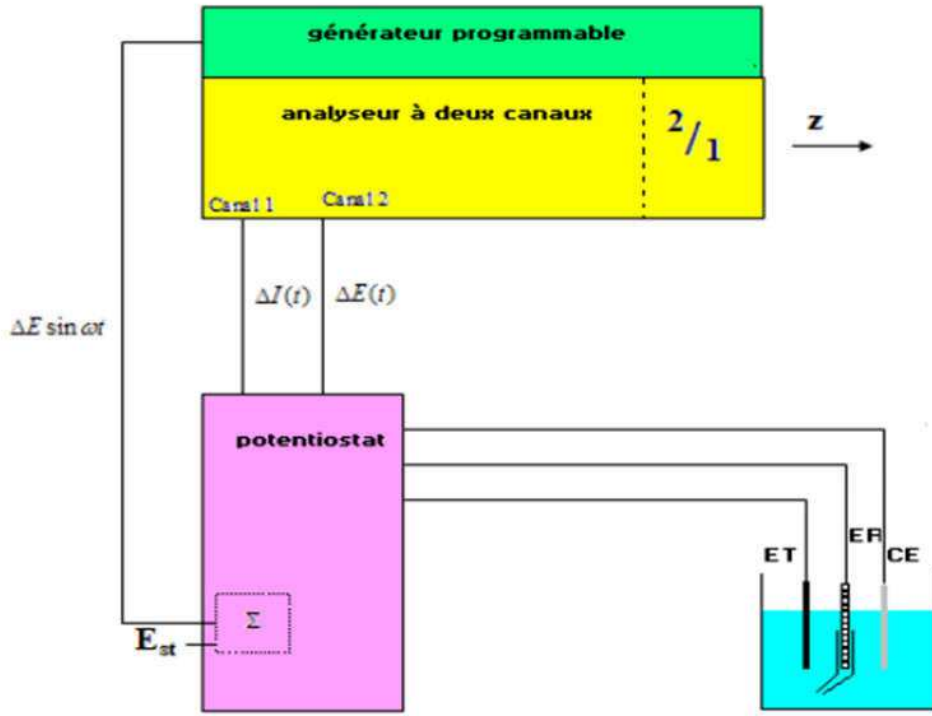 générateur programmable
analyseur à deux canaux
2/1
z
Canal 1
Canal 2
ΔI(t)
ΔE(t)
ΔE sin ωt
potentiostat
ER
ET
CE
Σ
E_st